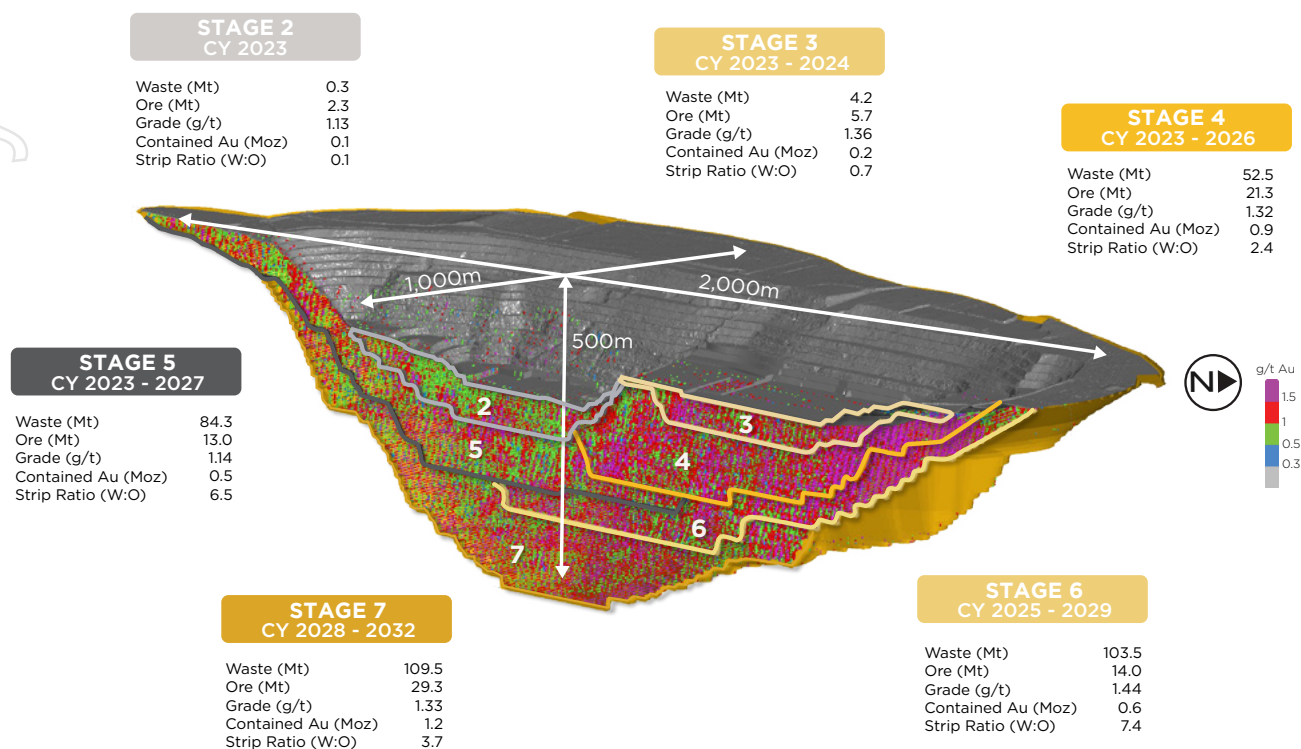 STAGE 2
CY 2023
Waste (Mt) 0.3
Ore (Mt) 2.3
Grade (g/t) 1.13
Contained Au (Moz) 0.1
Strip Ratio (W:O) 0.1
STAGE 3
CY 2023 - 2024
Waste (Mt) 4.2
Ore (Mt) 5.7
Grade (g/t) 1.36
Contained Au (Moz) 0.2
Strip Ratio (W:O) 0.7
STAGE 4
CY 2023 - 2026
Waste (Mt) 52.5
Ore (Mt) 21.3
Grade (g/t) 1.32
Contained Au (Moz) 0.9
Strip Ratio (W:O) 2.4
1,000m
2,000m
500m
STAGE 5
CY 2023 - 2027
Waste (Mt) 84.3
Ore (Mt) 13.0
Grade (g/t) 1.14
Contained Au (Moz) 0.5
Strip Ratio (W:O) 6.5
N
g/t Au
1.5
1
0.5
0.3
2
3
5
4
6
7
STAGE 7
CY 2028 - 2032
Waste (Mt) 109.5
Ore (Mt) 29.3
Grade (g/t) 1.33
Contained Au (Moz) 1.2
Strip Ratio (W:O) 3.7
STAGE 6
CY 2025 - 2029
Waste (Mt) 103.5
Ore (Mt) 14.0
Grade (g/t) 1.44
Contained Au (Moz) 0.6
Strip Ratio (W:O) 7.4